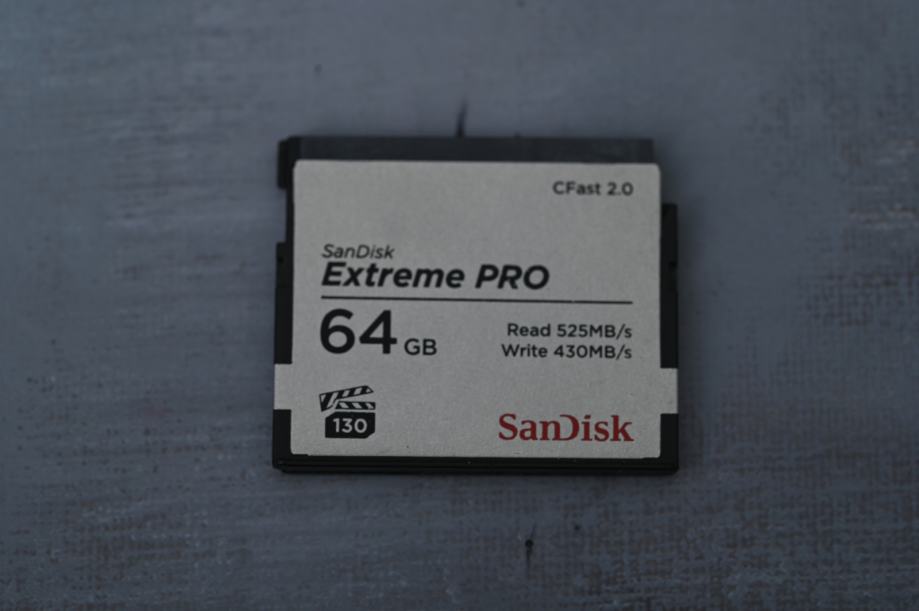 CFast 2.0
SanDisk
Extreme PRO
64 GB
Read 525MB/s
Write 430MB/s
130
SanDisk